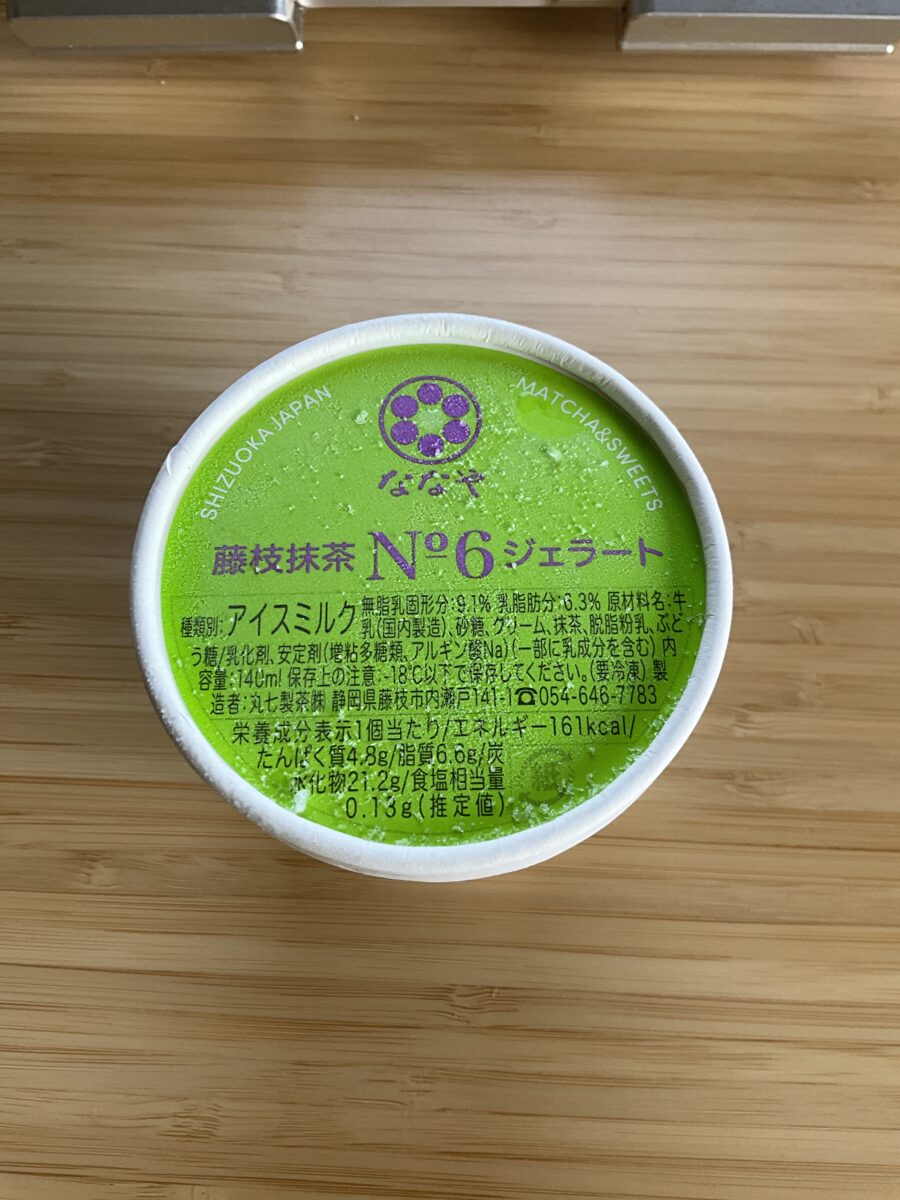 SHIZUOKA JAPAN
MATCHA&SWEETS
ななや
藤枝抹茶 Nº6 ジェラート
種類別:アイスミルク 無脂乳固形分:9.1% 乳脂肪分:6.3% 原材料名:牛
乳(国内製造)、砂糖、クリーム、抹茶、脱脂粉乳、ぶど
う糖/乳化剤、安定剤(増粘多糖類、アルギン酸Na)(一部に乳成分を含む) 内
容量:140ml 保存上の注意:-18℃以下で保存してください。(要冷凍) 製
造者:丸七製茶㈱ 静岡県藤枝市内瀬戸141-1☎054-646-7783
栄養成分表示1個当たり/エネルギー161kcal/
たんぱく質4.8g/脂質6.6g/炭
水化物21.2g/食塩相当量
0.13g(推定値)
紙